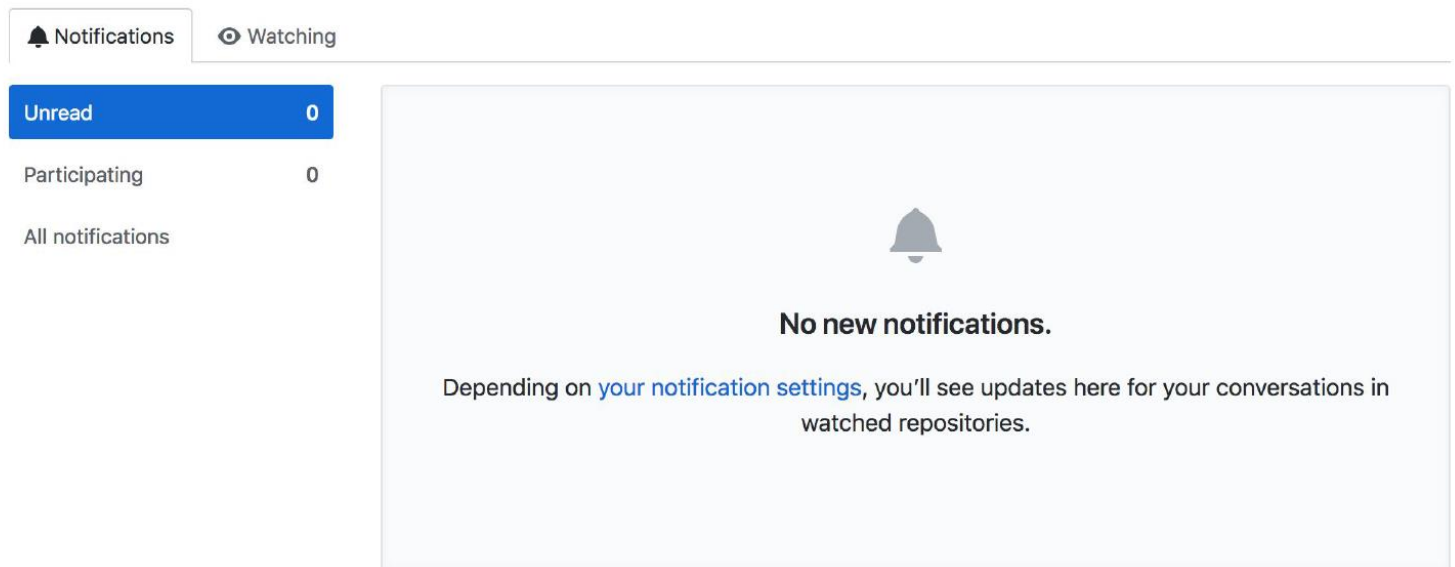 Notifications
Watching
Unread 0
Participating 0
All notifications
No new notifications.
Depending on your notification settings, you’ll see updates here for your conversations in
watched repositories.